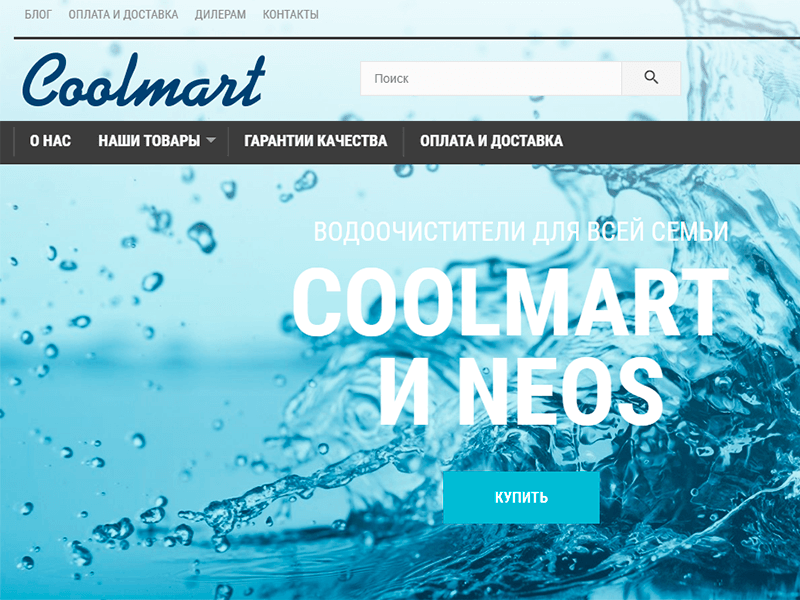 БЛОГ ОПЛАТА И ДОСТАВКА ДИЛЕРАМ КОНТАКТЫ
Coolmart
Поиск
О НАС НАШИ ТОВАРЫ ГАРАНТИИ КАЧЕСТВА ОПЛАТА И ДОСТАВКА
ВОДООЧИСТИТЕЛИ ДЛЯ ВСЕЙ СЕМЬИ
COOLMART
И NEOS
КУПИТЬ